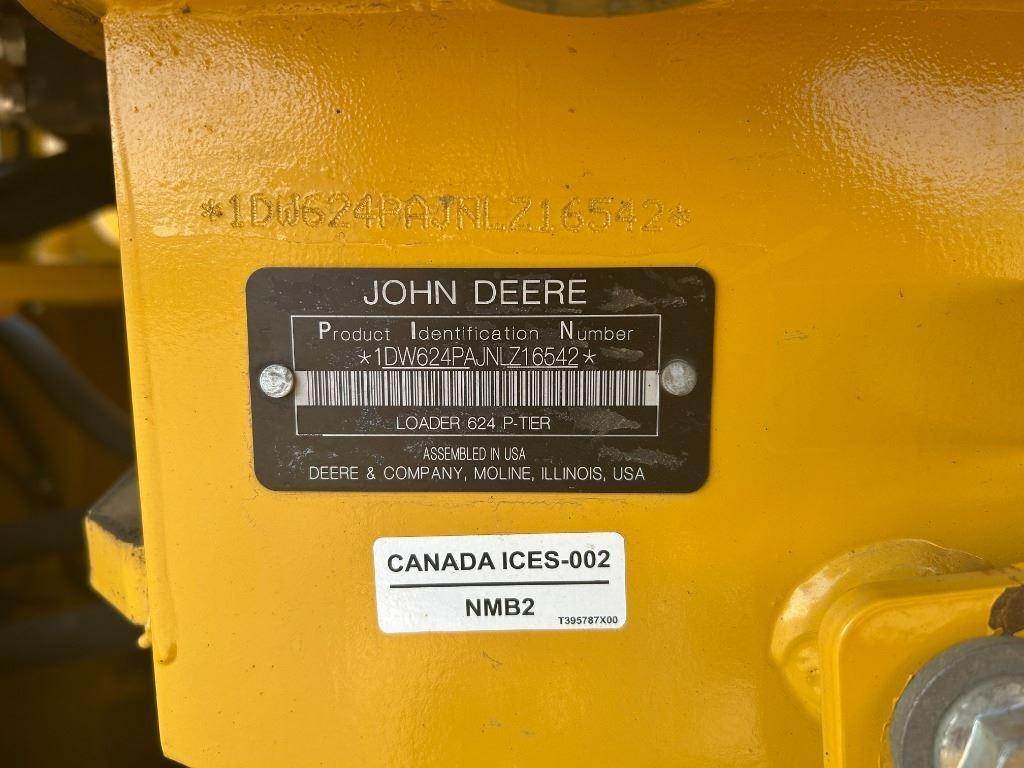 *1DW624PAJNLZ16542*
JOHN DEERE
Product Identification Number
*1DW624PAJNLZ16542*
LOADER 624 P-TIER
ASSEMBLED IN USA
DEERE & COMPANY, MOLINE, ILLINOIS, USA
CANADA ICES-002
NMB2
T395787X00